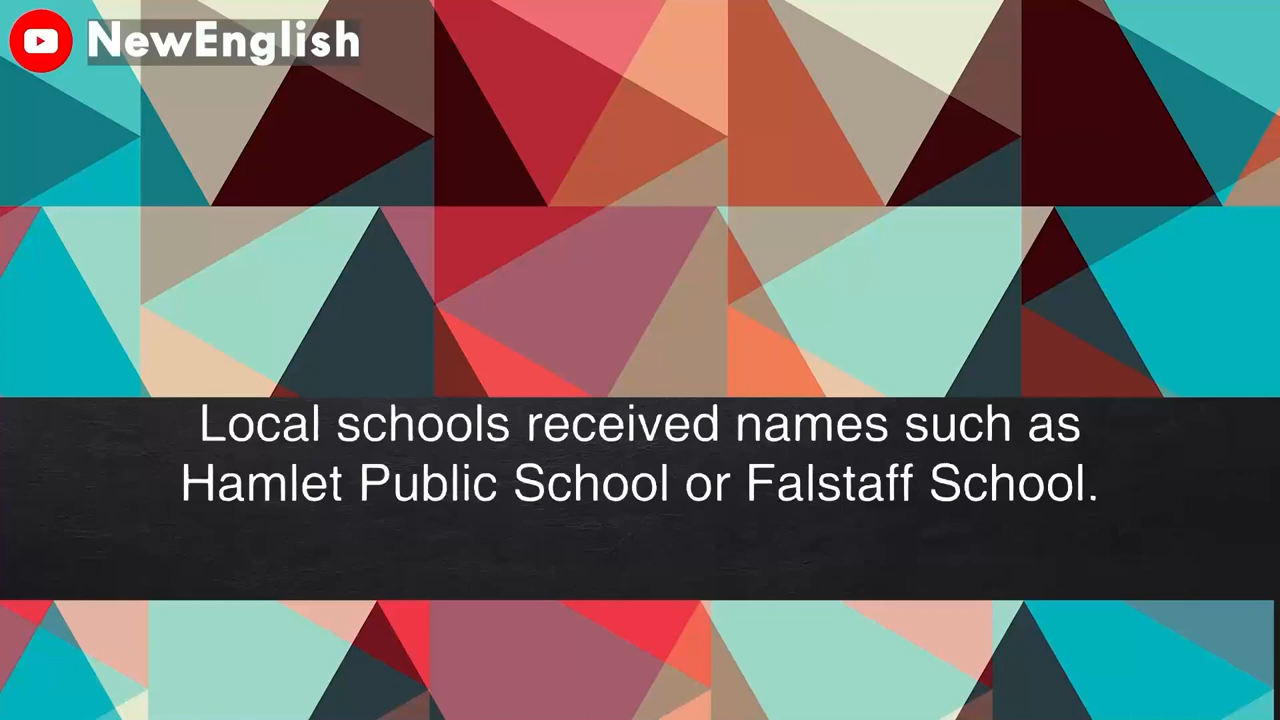 NewEnglish
Local schools received names such as
Hamlet Public School or Falstaff School.